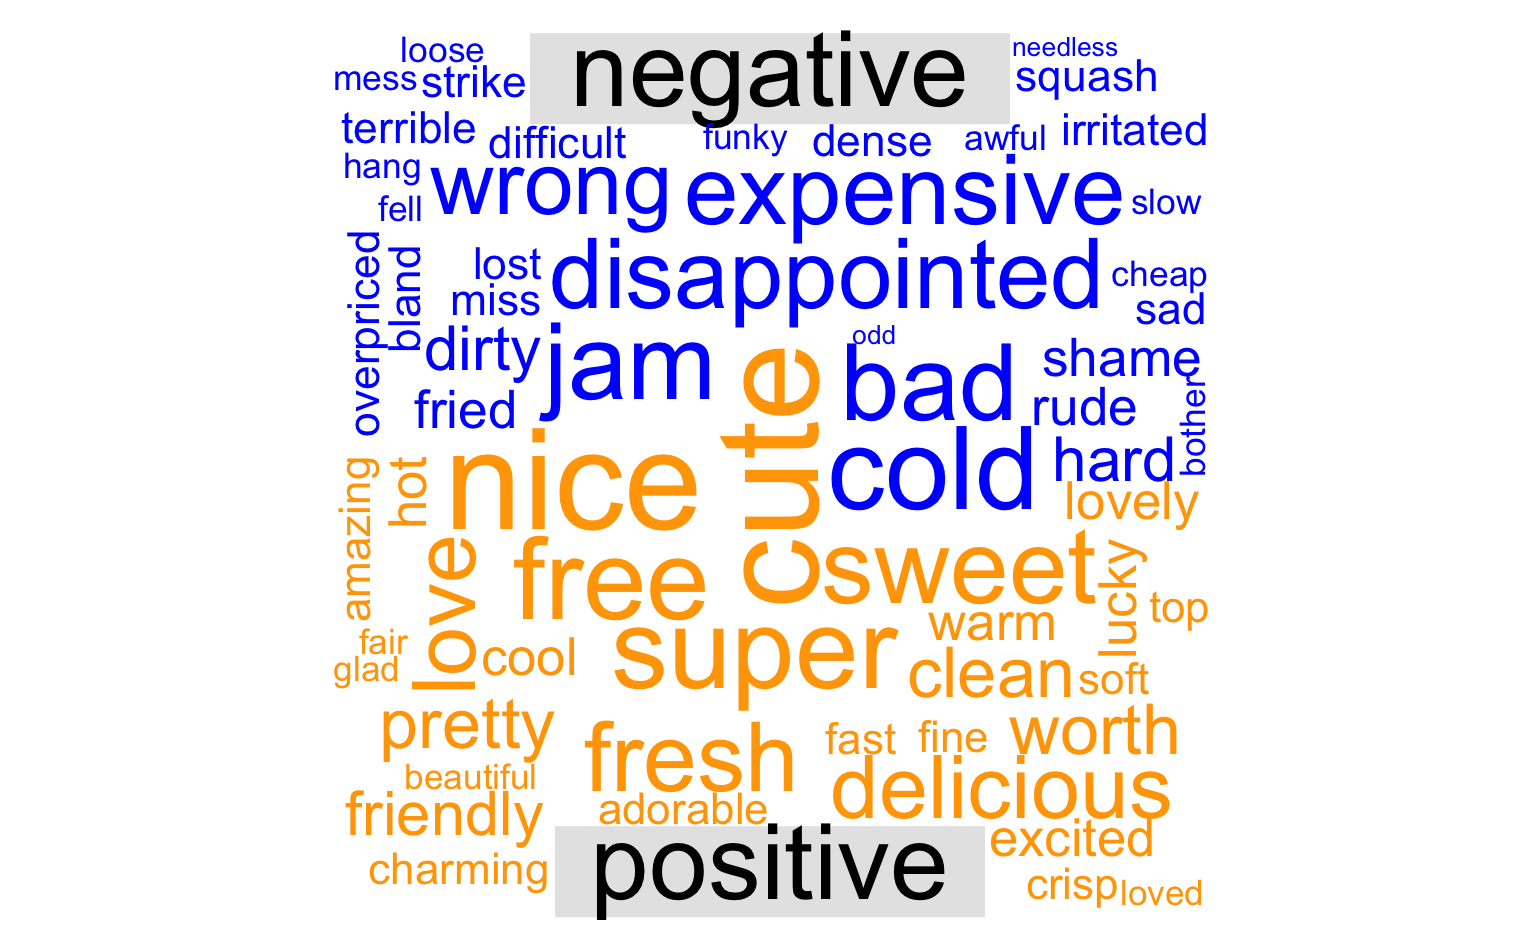 loose
negative
needless
mess
strike
squash
terrible
difficult
funky
dense
awful
irritated
hang
wrong
expensive
fell
slow
overpriced
bland
lost
disappointed
cheap
miss
sad
dirty
jam
odd
bad
shame
cute
fried
rude
bother
nice
cold
hard
amazing
hot
lovely
love
free
sweet
lucky
top
warm
fair
glad
cool
super
clean
soft
pretty
fresh
fast
fine
worth
beautiful
delicious
friendly
adorable
excited
charming
positive
crisp
loved